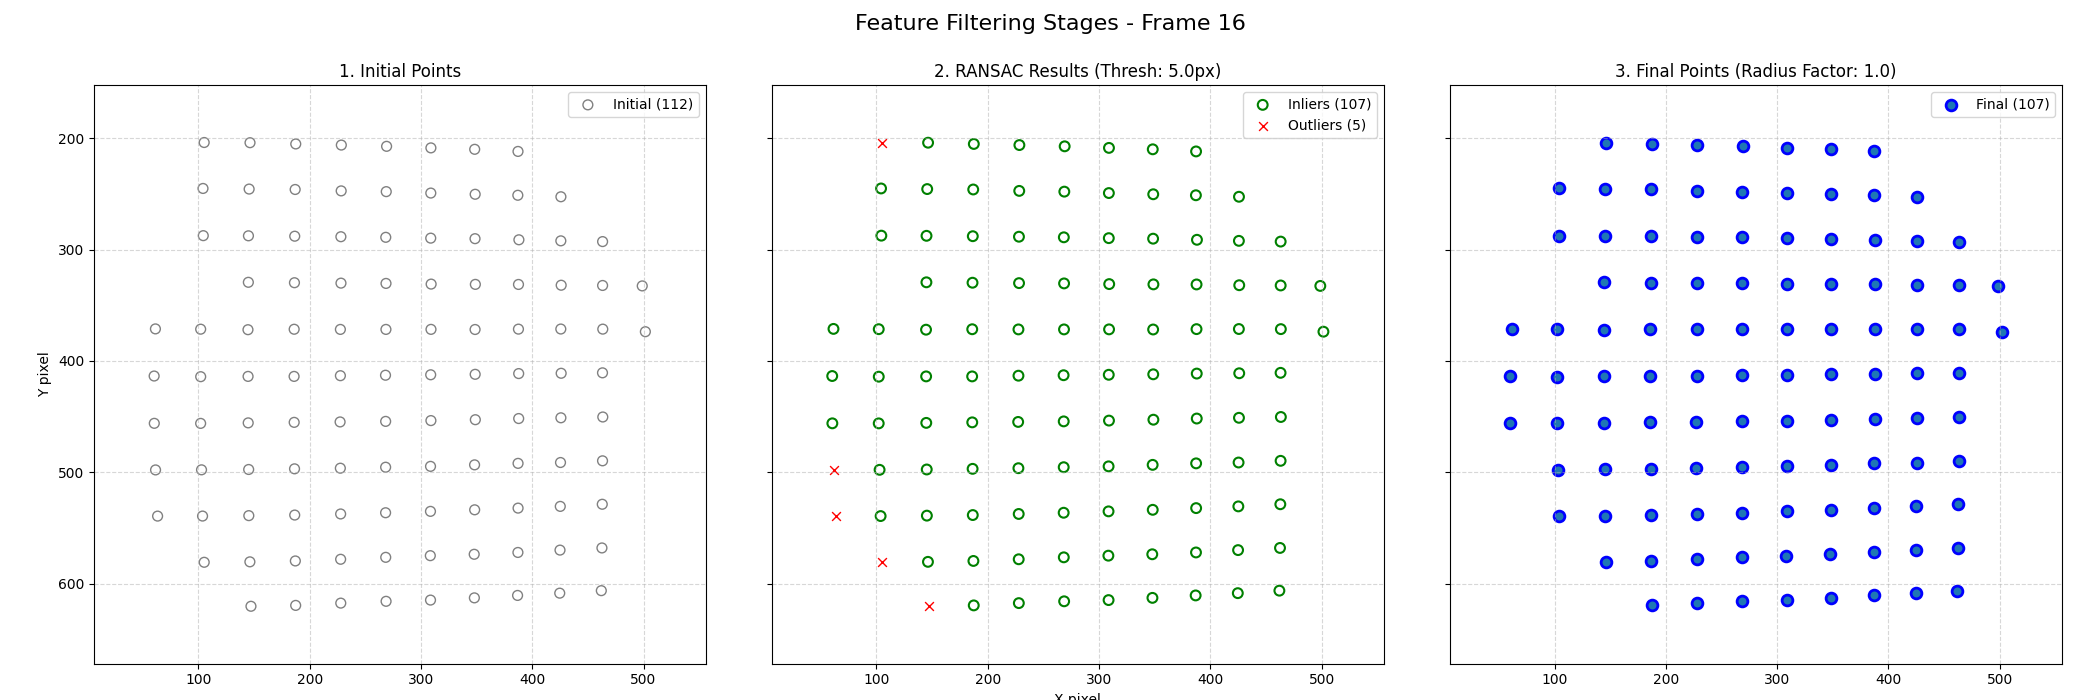 Feature Filtering Stages - Frame 16
1. Initial Points
Initial (112)
200
300
400
500
600
Y pixel
100
200
300
400
500
2. RANSAC Results (Thresh: 5.0px)
Inliers (107)
Outliers (5)
100
200
300
400
500
X pixel
3. Final Points (Radius Factor: 1.0)
Final (107)
100
200
300
400
500